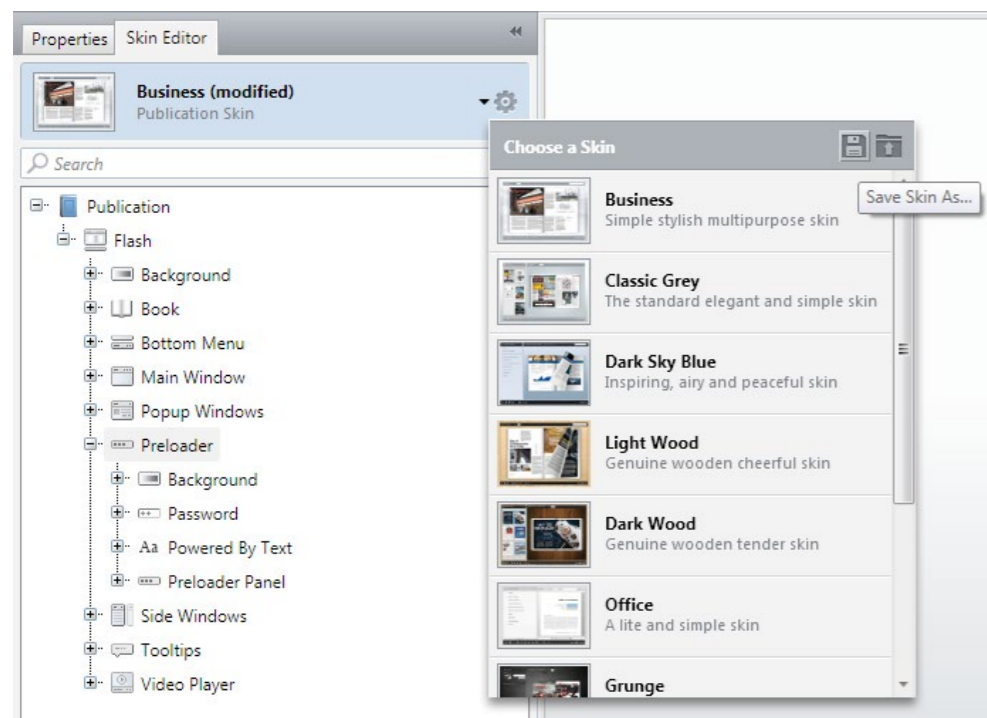 Properties
Skin Editor
Business (modified)
Publication Skin
Search
Publication
Flash
Background
Book
Bottom Menu
Main Window
Popup Windows
Preloader
Background
Password
Aa Powered By Text
Preloader Panel
Side Windows
Tooltips
Video Player
Choose a Skin
Save Skin As...
Business
Simple stylish multipurpose skin
Classic Grey
The standard elegant and simple skin
Dark Sky Blue
Inspiring, airy and peaceful skin
Light Wood
Genuine wooden cheerful skin
Dark Wood
Genuine wooden tender skin
Office
A lite and simple skin
Grunge